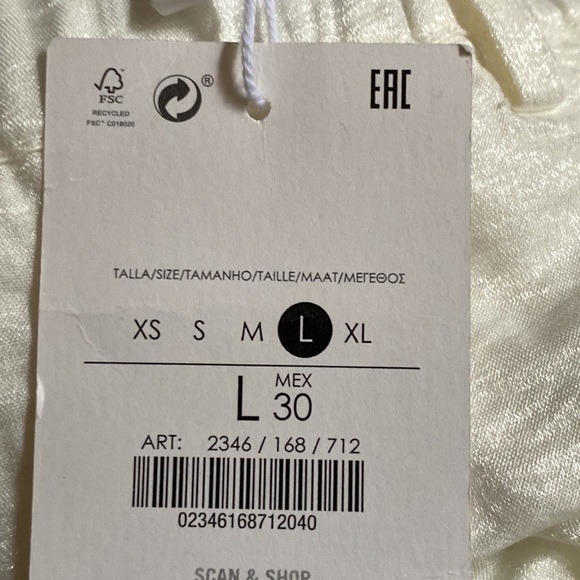 FSC
RECYCLED
FSC™ C018020
®
EAC
TALLA/SIZE/TAMANHO/TAILLE/MAAT/ΜΕΓΕΘΟΣ
XS S M L XL
L MEX 30
ART: 2346 / 168 / 712
02346168712040
SCAN & SHOP